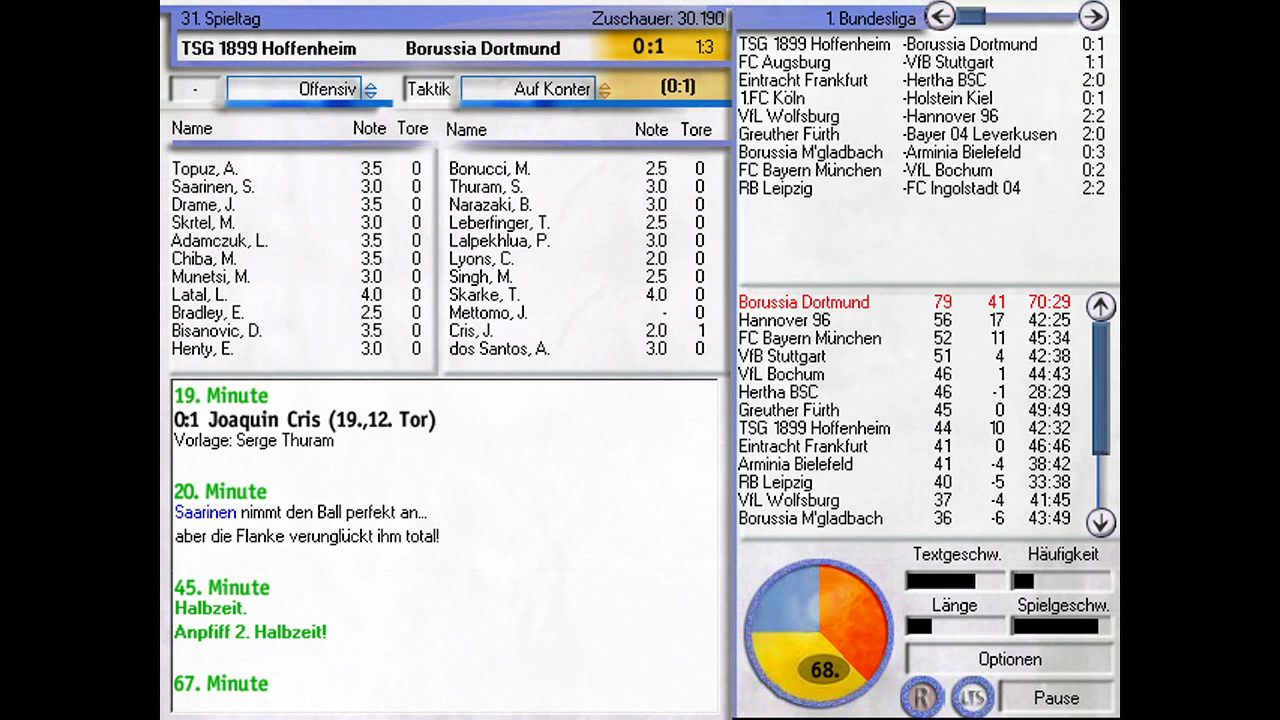 31. Spieltag Zuschauer: 30.190
TSG 1899 Hoffenheim Borussia Dortmund 0:1 1:3
- Offensiv Taktik Auf Konter (0:1)
Name Note Tore Name Note Tore
Topuz, A. 3.5 0 Bonucci, M. 2.5 0
Saarinen, S. 3.0 0 Thuram, S. 3.0 0
Drame, J. 3.5 0 Narazaki, B. 3.0 0
Skrtel, M. 3.0 0 Leberfinger, T. 2.5 0
Adamczuk, L. 3.5 0 Lalpekhlua, P. 3.0 0
Chiba, M. 3.5 0 Lyons, C. 2.0 0
Munetsi, M. 3.0 0 Singh, M. 2.5 0
Latal, L. 4.0 0 Skarke, T. 4.0 0
Bradley, E. 2.5 0 Mettomo, J. - 0
Bisanovic, D. 3.5 0 Cris, J. 2.0 1
Henty, E. 3.0 0 dos Santos, A. 3.0 0
19. Minute
0:1 Joaquin Cris (19.,12. Tor)
Vorlage: Serge Thuram
20. Minute
Saarinen nimmt den Ball perfekt an...
aber die Flanke verunglückt ihm total!
45. Minute
Halbzeit.
Anpfiff 2. Halbzeit!
67. Minute
1. Bundesliga
TSG 1899 Hoffenheim -Borussia Dortmund 0:1
FC Augsburg -VfB Stuttgart 1:1
Eintracht Frankfurt -Hertha BSC 2:0
1.FC Köln -Holstein Kiel 0:1
VfL Wolfsburg -Hannover 96 2:2
Greuther Fürth -Bayer 04 Leverkusen 2:0
Borussia M'gladbach -Arminia Bielefeld 0:3
FC Bayern München -VfL Bochum 0:2
RB Leipzig -FC Ingolstadt 04 2:2
Borussia Dortmund 79 41 70:29
Hannover 96 56 17 42:25
FC Bayern München 52 11 45:34
VfB Stuttgart 51 4 42:38
VfL Bochum 46 1 44:43
Hertha BSC 46 -1 28:29
Greuther Fürth 45 0 49:49
TSG 1899 Hoffenheim 44 10 42:32
Eintracht Frankfurt 41 0 46:46
Arminia Bielefeld 41 -4 38:42
RB Leipzig 40 -5 33:38
VfL Wolfsburg 37 -4 41:45
Borussia M'gladbach 36 -6 43:49
Textgeschw. Häufigkeit
Länge Spielgeschw.
68.
Optionen
R LTS Pause